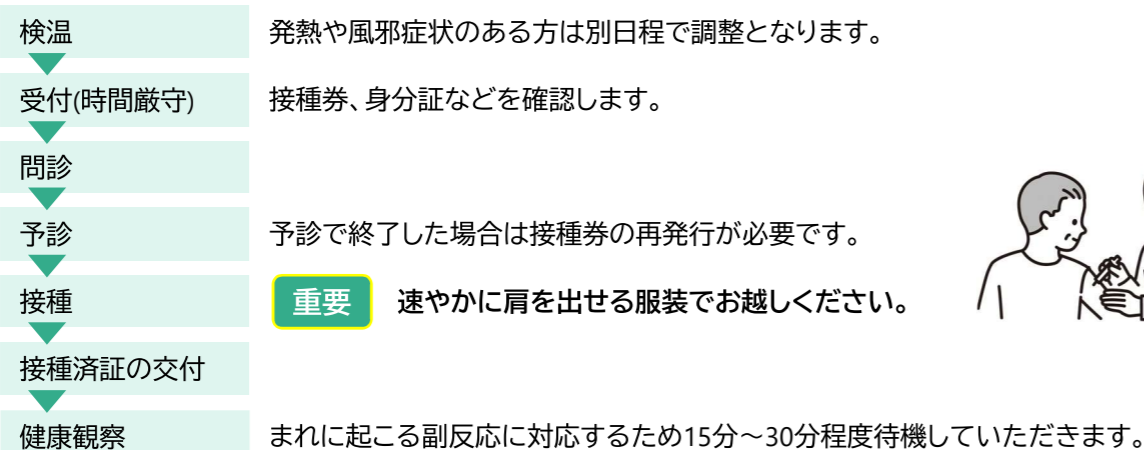 検温 発熱や風邪症状のある方は別日程で調整となります。
受付(時間厳守) 接種券、身分証などを確認します。
問診
予診 予診で終了した場合は接種券の再発行が必要です。
接種 重要 速やかに肩を出せる服装でお越しください。
接種済証の交付
健康観察 まれに起こる副反応に対応するため15分～30分程度待機していただきます。